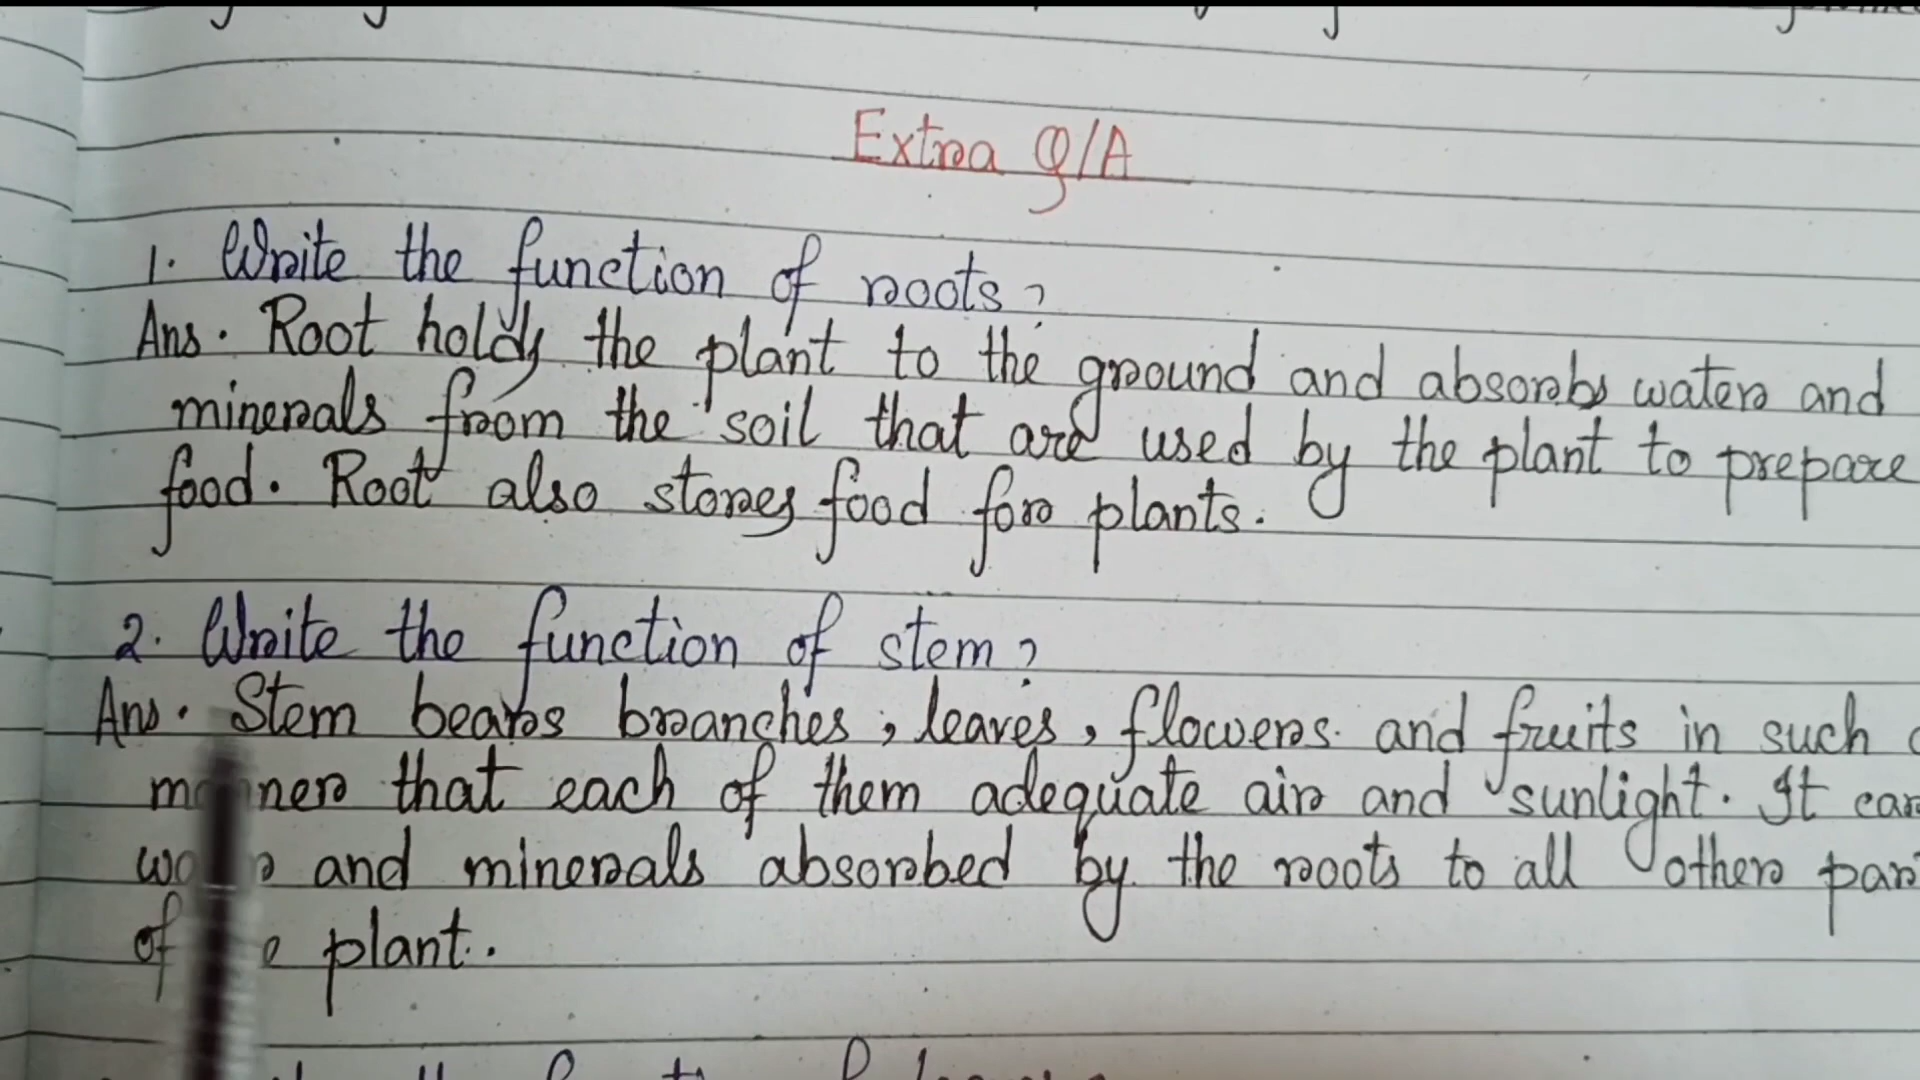 Extra Q/A
1. Write the function of roots?
Ans. Root holds the plant to the ground and absorbs water and
minerals from the soil that are used by the plant to prepare
food. Root also stores food for plants.
2. Write the function of stem?
Ans. Stem bears branches, leaves, flowers and fruits in such
that each of them adequate air and sunlight. It
and minerals absorbed by the roots to all other
of plant.